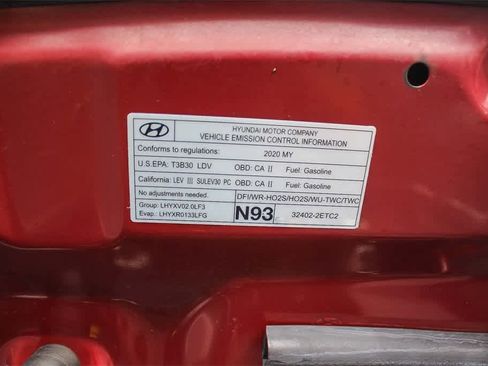 HYUNDAI MOTOR COMPANY
VEHICLE EMISSION CONTROL INFORMATION
Conforms to regulations: 2020 MY
U.S.EPA: T3B30 LDV OBD: CA II Fuel: Gasoline
California: LEV III SULEV30 PC OBD: CA II Fuel: Gasoline
No adjustments needed. DFI/WR-HO2S/HO2S/WU-TWC/TWC
Group: LHYXV02.0LF3 N93 32402-2ETC2
Evap.: LHYXR0133LFG